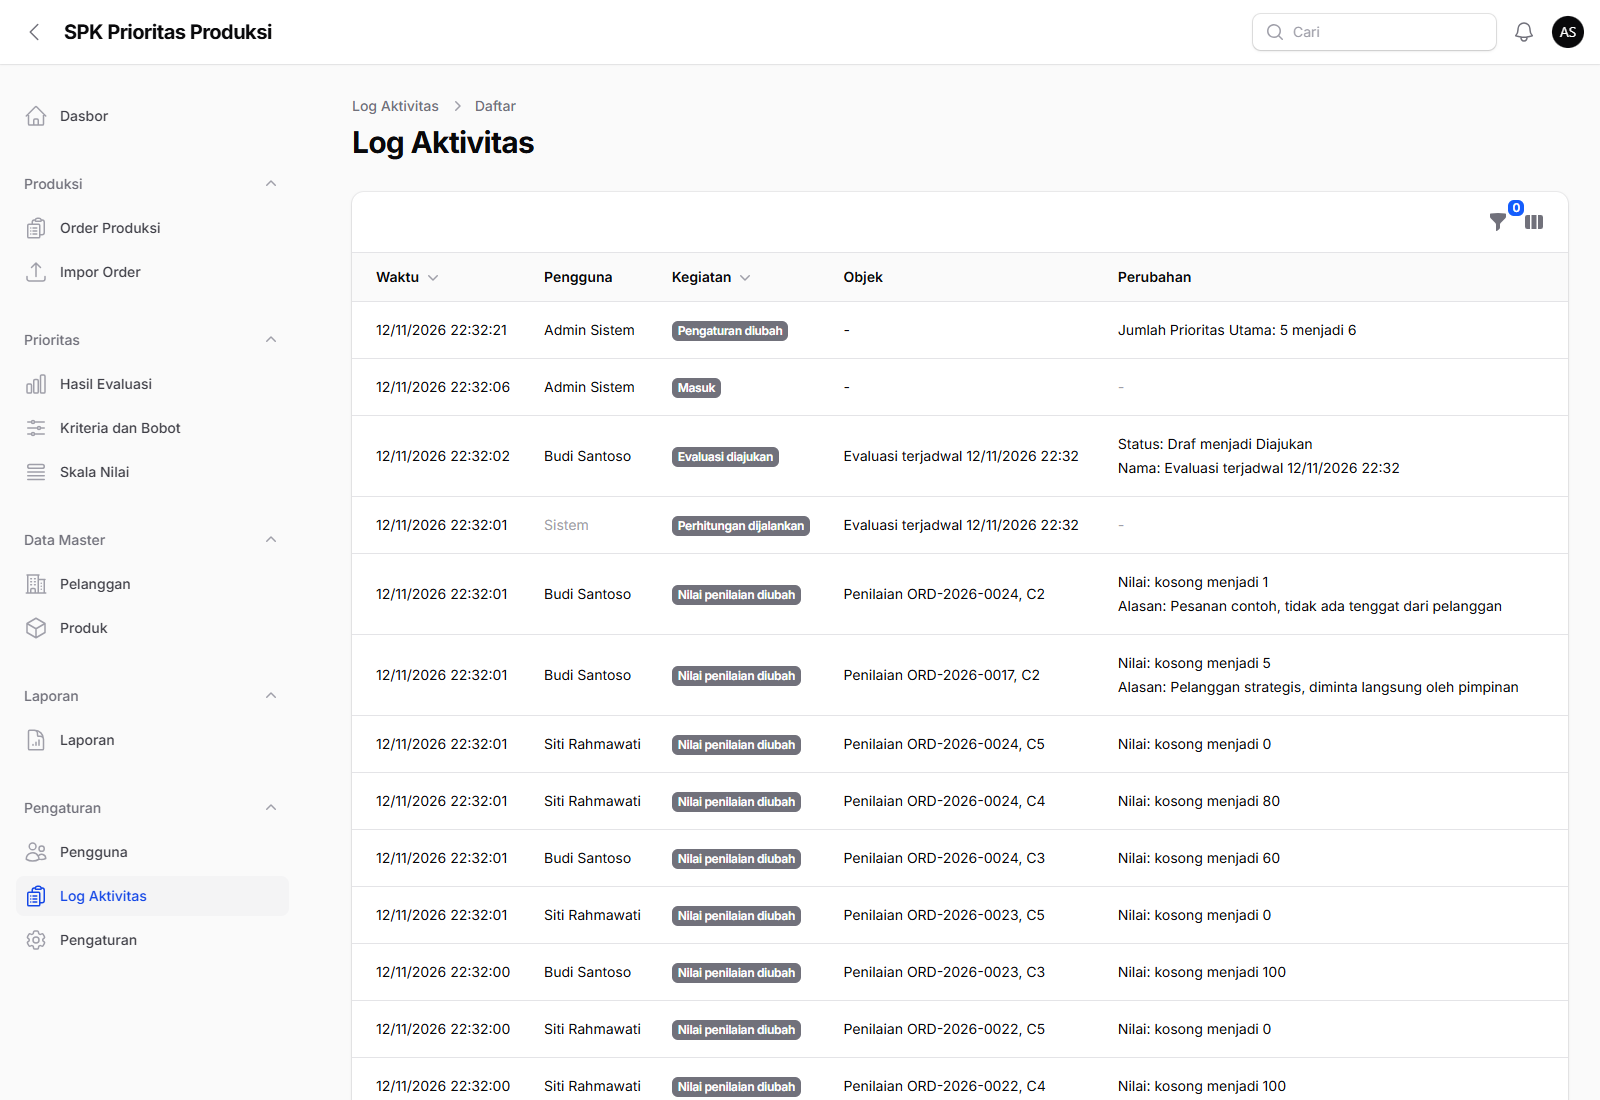 SPK Prioritas Produksi
Cari
AS
Dasbor
Produksi
Order Produksi
Impor Order
Prioritas
Hasil Evaluasi
Kriteria dan Bobot
Skala Nilai
Data Master
Pelanggan
Produk
Laporan
Laporan
Pengaturan
Pengguna
Log Aktivitas
Pengaturan
Log Aktivitas > Daftar
Log Aktivitas
0
Waktu Pengguna Kegiatan Objek Perubahan
12/11/2026 22:32:21 Admin Sistem Pengaturan diubah - Jumlah Prioritas Utama: 5 menjadi 6
12/11/2026 22:32:06 Admin Sistem Masuk - -
12/11/2026 22:32:02 Budi Santoso Evaluasi diajukan Evaluasi terjadwal 12/11/2026 22:32 Status: Draf menjadi Diajukan
Nama: Evaluasi terjadwal 12/11/2026 22:32
12/11/2026 22:32:01 Sistem Perhitungan dijalankan Evaluasi terjadwal 12/11/2026 22:32 -
12/11/2026 22:32:01 Budi Santoso Nilai penilaian diubah Penilaian ORD-2026-0024, C2 Nilai: kosong menjadi 1
Alasan: Pesanan contoh, tidak ada tenggat dari pelanggan
12/11/2026 22:32:01 Budi Santoso Nilai penilaian diubah Penilaian ORD-2026-0017, C2 Nilai: kosong menjadi 5
Alasan: Pelanggan strategis, diminta langsung oleh pimpinan
12/11/2026 22:32:01 Siti Rahmawati Nilai penilaian diubah Penilaian ORD-2026-0024, C5 Nilai: kosong menjadi 0
12/11/2026 22:32:01 Siti Rahmawati Nilai penilaian diubah Penilaian ORD-2026-0024, C4 Nilai: kosong menjadi 80
12/11/2026 22:32:01 Budi Santoso Nilai penilaian diubah Penilaian ORD-2026-0024, C3 Nilai: kosong menjadi 60
12/11/2026 22:32:01 Siti Rahmawati Nilai penilaian diubah Penilaian ORD-2026-0023, C5 Nilai: kosong menjadi 0
12/11/2026 22:32:00 Budi Santoso Nilai penilaian diubah Penilaian ORD-2026-0023, C3 Nilai: kosong menjadi 100
12/11/2026 22:32:00 Siti Rahmawati Nilai penilaian diubah Penilaian ORD-2026-0022, C5 Nilai: kosong menjadi 0
12/11/2026 22:32:00 Siti Rahmawati Nilai penilaian diubah Penilaian ORD-2026-0022, C4 Nilai: kosong menjadi 100